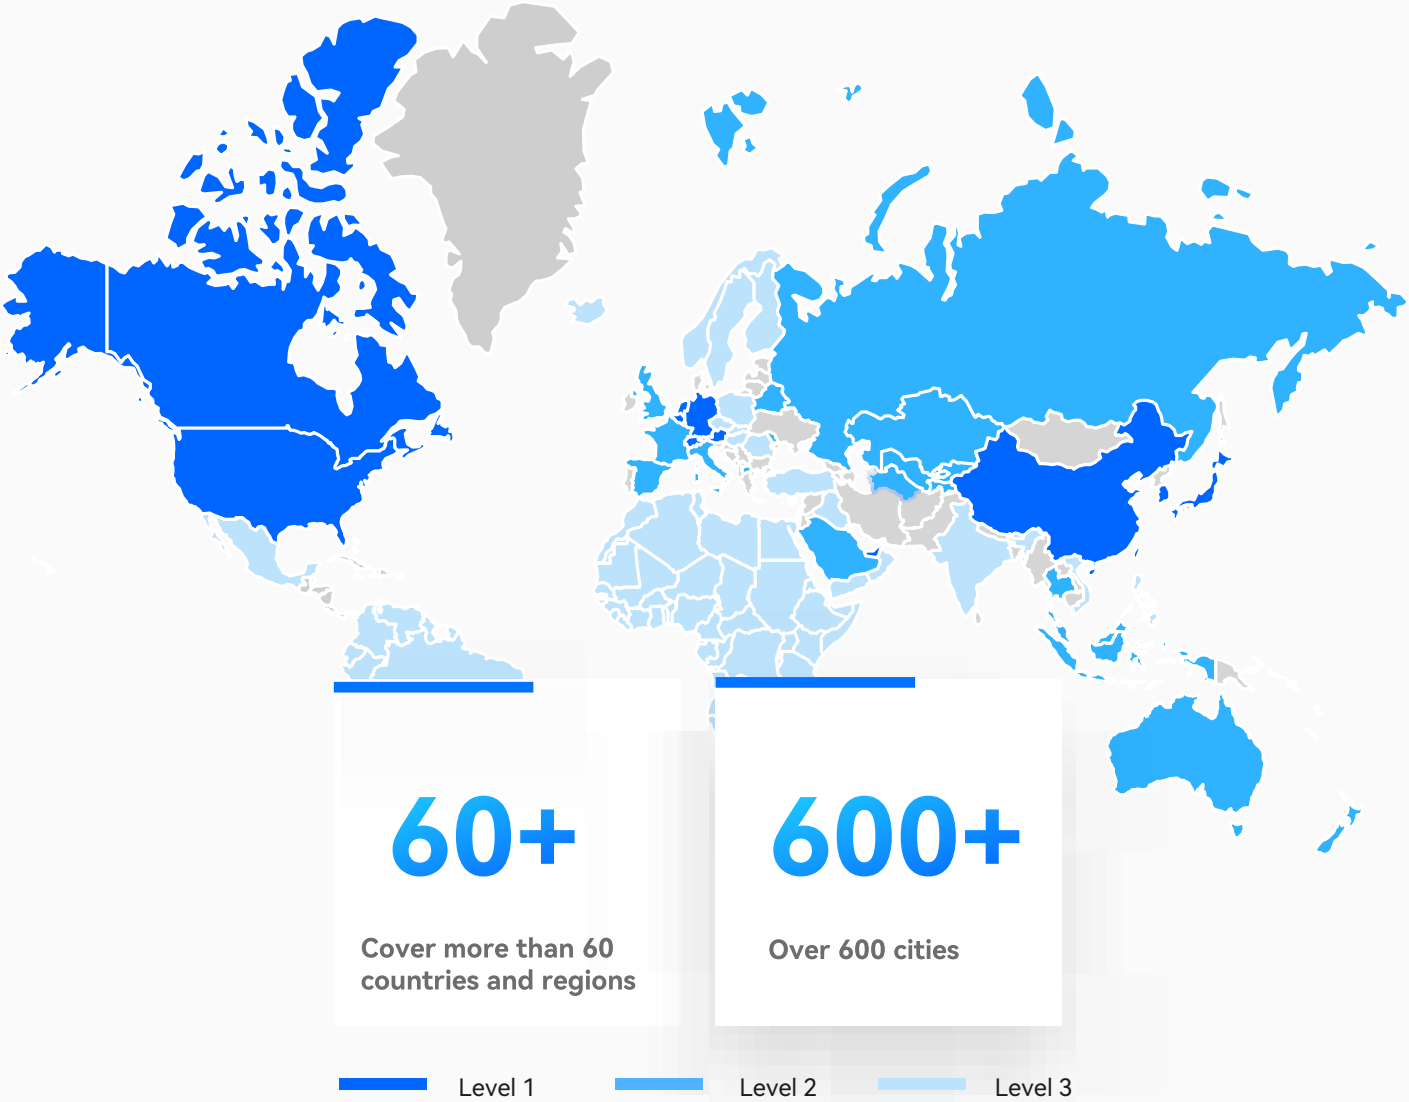 60+
Cover more than 60
countries and regions
600+
Over 600 cities
Level 1
Level 2
Level 3